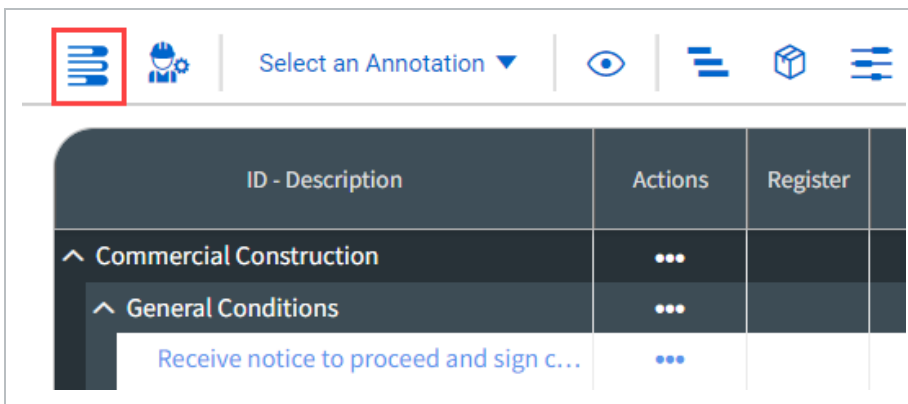 Select an Annotation
ID - Description Actions Register
Commercial Construction
General Conditions
Receive notice to proceed and sign c...